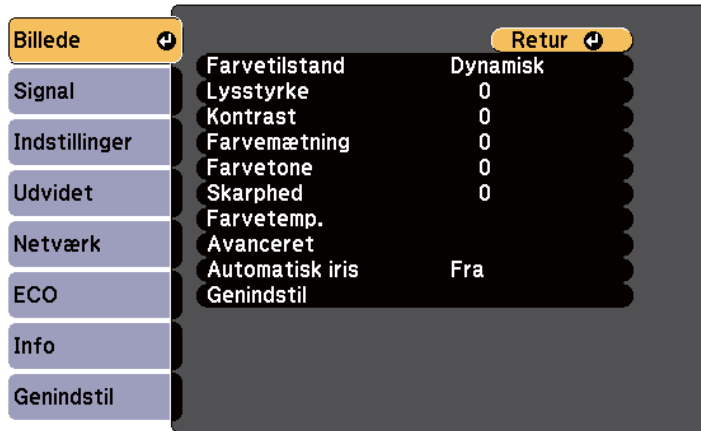 Billede
Signal
Indstillinger
Udvidet
Netværk
ECO
Info
Genindstil
Retur
Farvetilstand Dynamisk
Lysstyrke 0
Kontrast 0
Farvemætning 0
Farvetone 0
Skarphed 0
Farvetemp.
Avanceret
Automatisk iris Fra
Genindstil